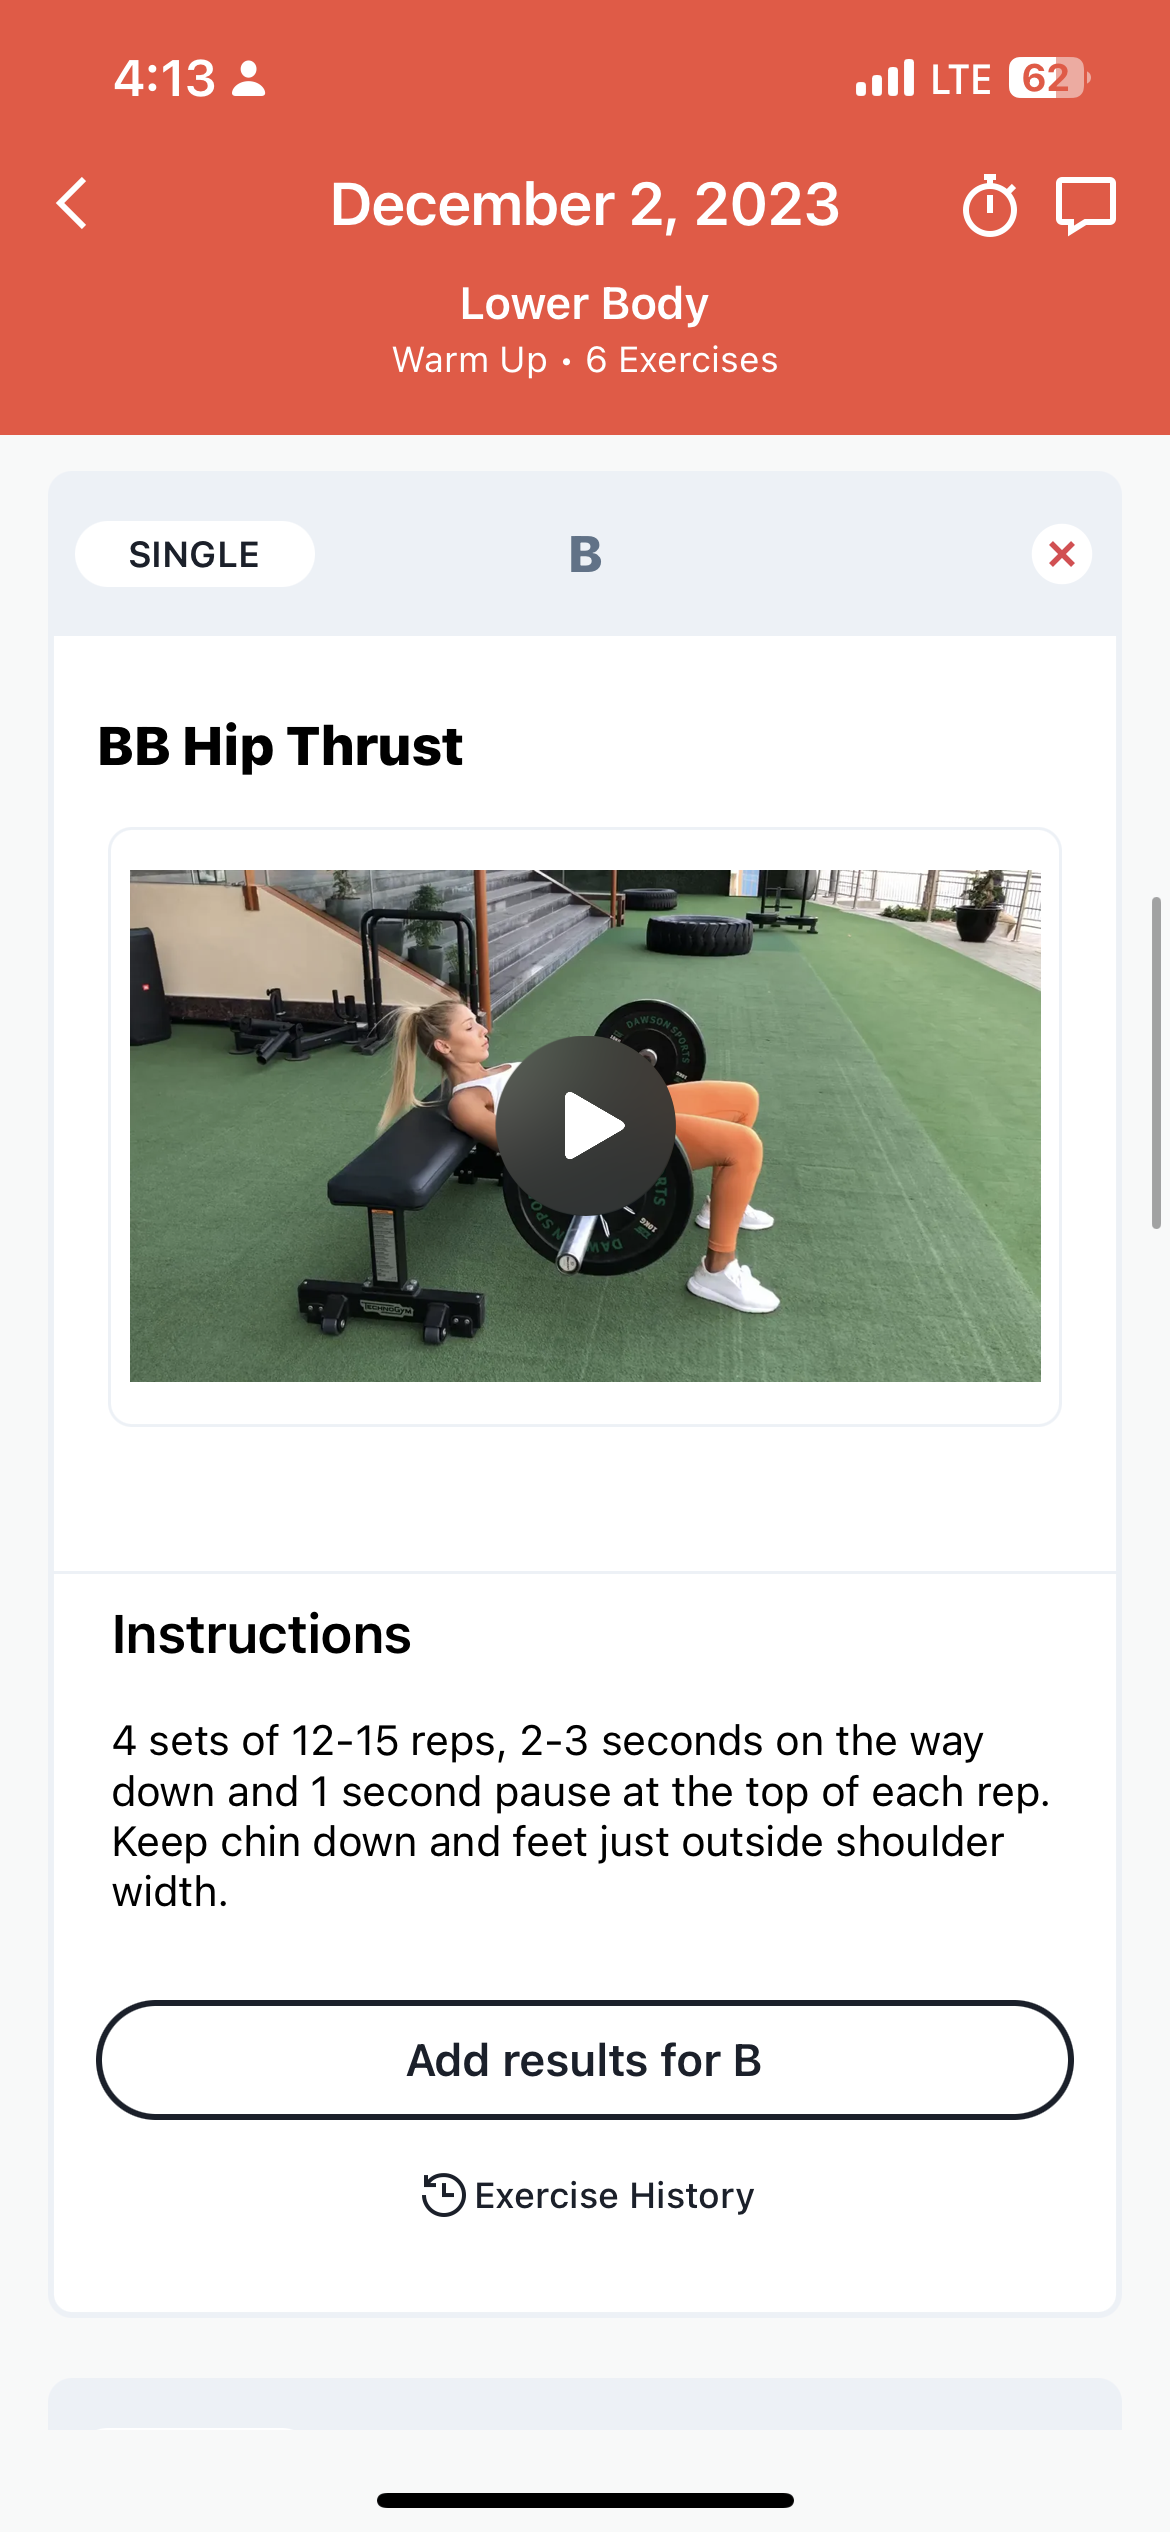 4:13
LTE 62
December 2, 2023
Lower Body
Warm Up • 6 Exercises
SINGLE
B
BB Hip Thrust
DAWSON SPORTS
10KG
TECHNOGYM
Instructions
4 sets of 12-15 reps, 2-3 seconds on the way
down and 1 second pause at the top of each rep.
Keep chin down and feet just outside shoulder
width.
Add results for B
Exercise History